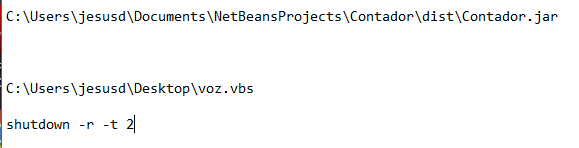 C:\Users\jesusd\Documents\NetBeansProjects\Contador\dist\Contador.jar
C:\Users\jesusd\Desktop\voz.vbs
shutdown -r -t 2